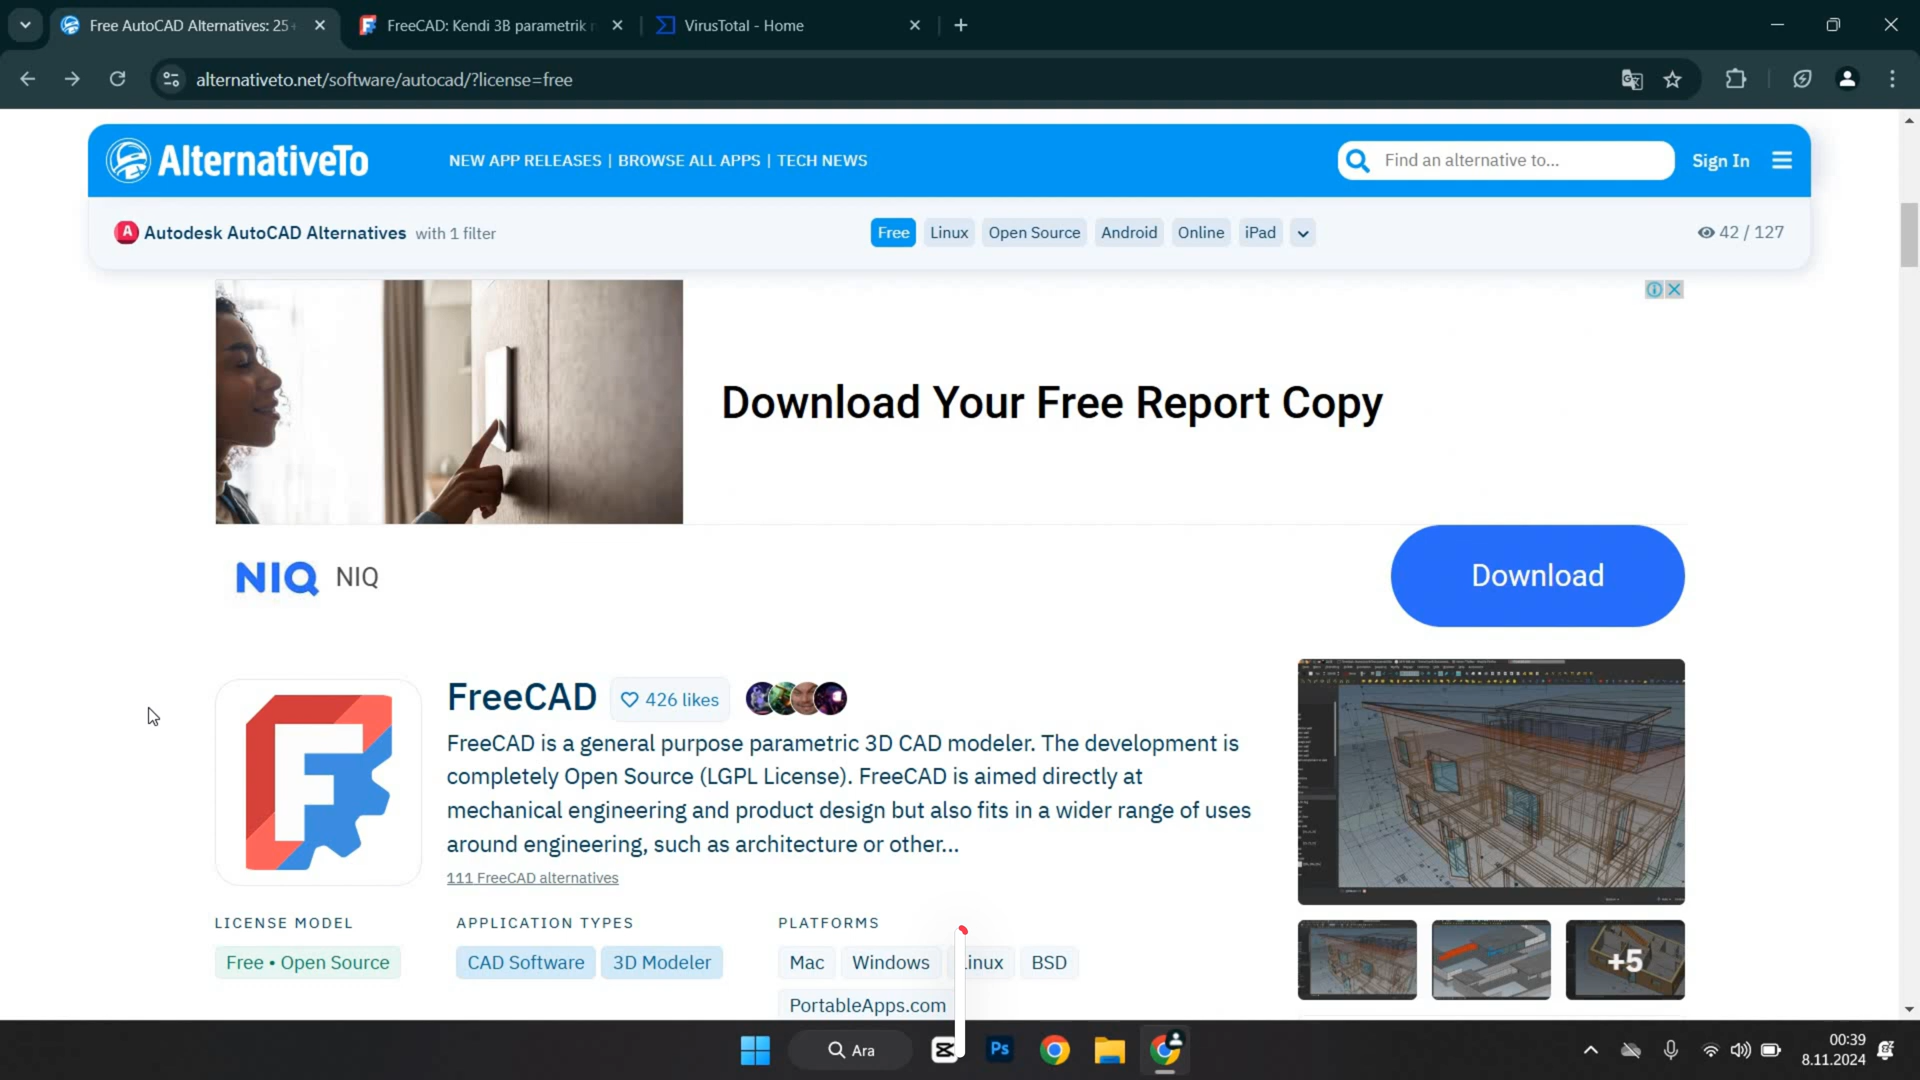 Free AutoCAD Alternatives: 25+
FreeCAD: Kendi 3B parametrik
VirusTotal - Home
alternativeto.net/software/autocad/?license=free
AlternativeTo
NEW APP RELEASES | BROWSE ALL APPS | TECH NEWS
Find an alternative to...
Sign In
Autodesk AutoCAD Alternatives with 1 filter
Free
Linux
Open Source
Android
Online
iPad
42 / 127
Download Your Free Report Copy
NIQ NIQ
Download
FreeCAD
426 likes
FreeCAD is a general purpose parametric 3D CAD modeler. The development is
completely Open Source (LGPL License). FreeCAD is aimed directly at
mechanical engineering and product design but also fits in a wider range of uses
around engineering, such as architecture or other...
111 FreeCAD alternatives
LICENSE MODEL
APPLICATION TYPES
PLATFORMS
Free • Open Source
CAD Software
3D Modeler
Mac
Windows
inux
BSD
+5
PortableApps.com
Ara
Ps
00:39
8.11.2024